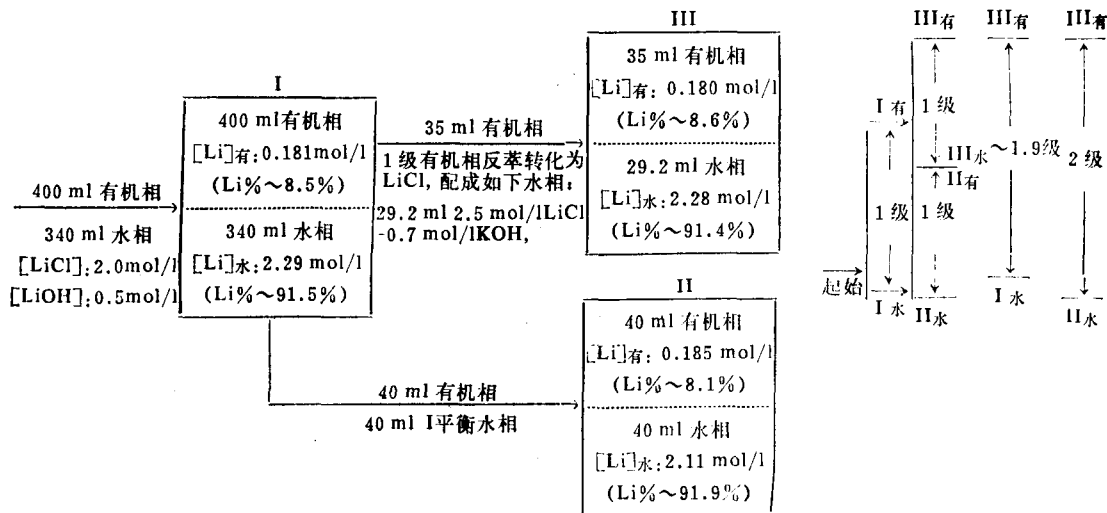 400 ml 有机相
340 ml 水相
[LiCl]:2.0mol/l
[LiOH]:0.5mol/l
I
400 ml有机相
[Li]有:0.181mol/l
(Li%～8.5%)
340 ml 水相
[Li]水:2.29 mol/l
(Li%～91.5%)
35 ml 有机相
1级有机相反萃转化为
LiCl, 配成如下水相:
29.2 ml 2.5 mol/lLiCl
-0.7 mol/lKOH,
III
35 ml 有机相
[Li]有: 0.180 mol/l
(Li%～8.6%)
29.2 ml 水相
[Li]水:2.28 mol/l
(Li%～91.4%)
40 ml 有机相
40 ml I平衡水相
II
40 ml 有机相
[Li]有: 0.185 mol/l
(Li%～8.1%)
40 ml 水相
[Li]水:2.11 mol/l
(Li%～91.9%)
III有 III有 III有
I有 1级
III水 ～1.9级 2级
II有
1级 1级
起始
I水 II水 I水 II水